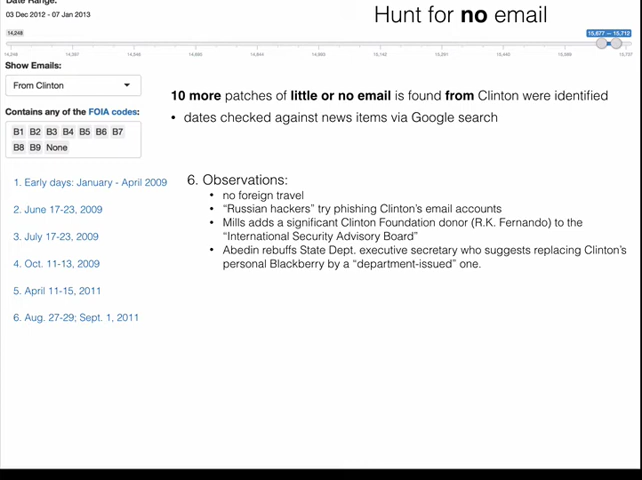 Date Range:
03 Dec 2012 - 07 Jan 2013
Hunt for no email
14,248
15,677 — 15,712
Show Emails:
From Clinton
10 more patches of little or no email is found from Clinton were identified
• dates checked against news items via Google search
Contains any of the FOIA codes:
B1 B2 B3 B4 B5 B6 B7
B8 B9 None
1. Early days: January - April 2009
2. June 17-23, 2009
3. July 17-23, 2009
4. Oct. 11-13, 2009
5. April 11-15, 2011
6. Aug. 27-29; Sept. 1, 2011
6. Observations:
• no foreign travel
• “Russian hackers” try phishing Clinton’s email accounts
• Mills adds a significant Clinton Foundation donor (R.K. Fernando) to the
“International Security Advisory Board”
• Abedin rebuffs State Dept. executive secretary who suggests replacing Clinton’s
personal Blackberry by a “department-issued” one.